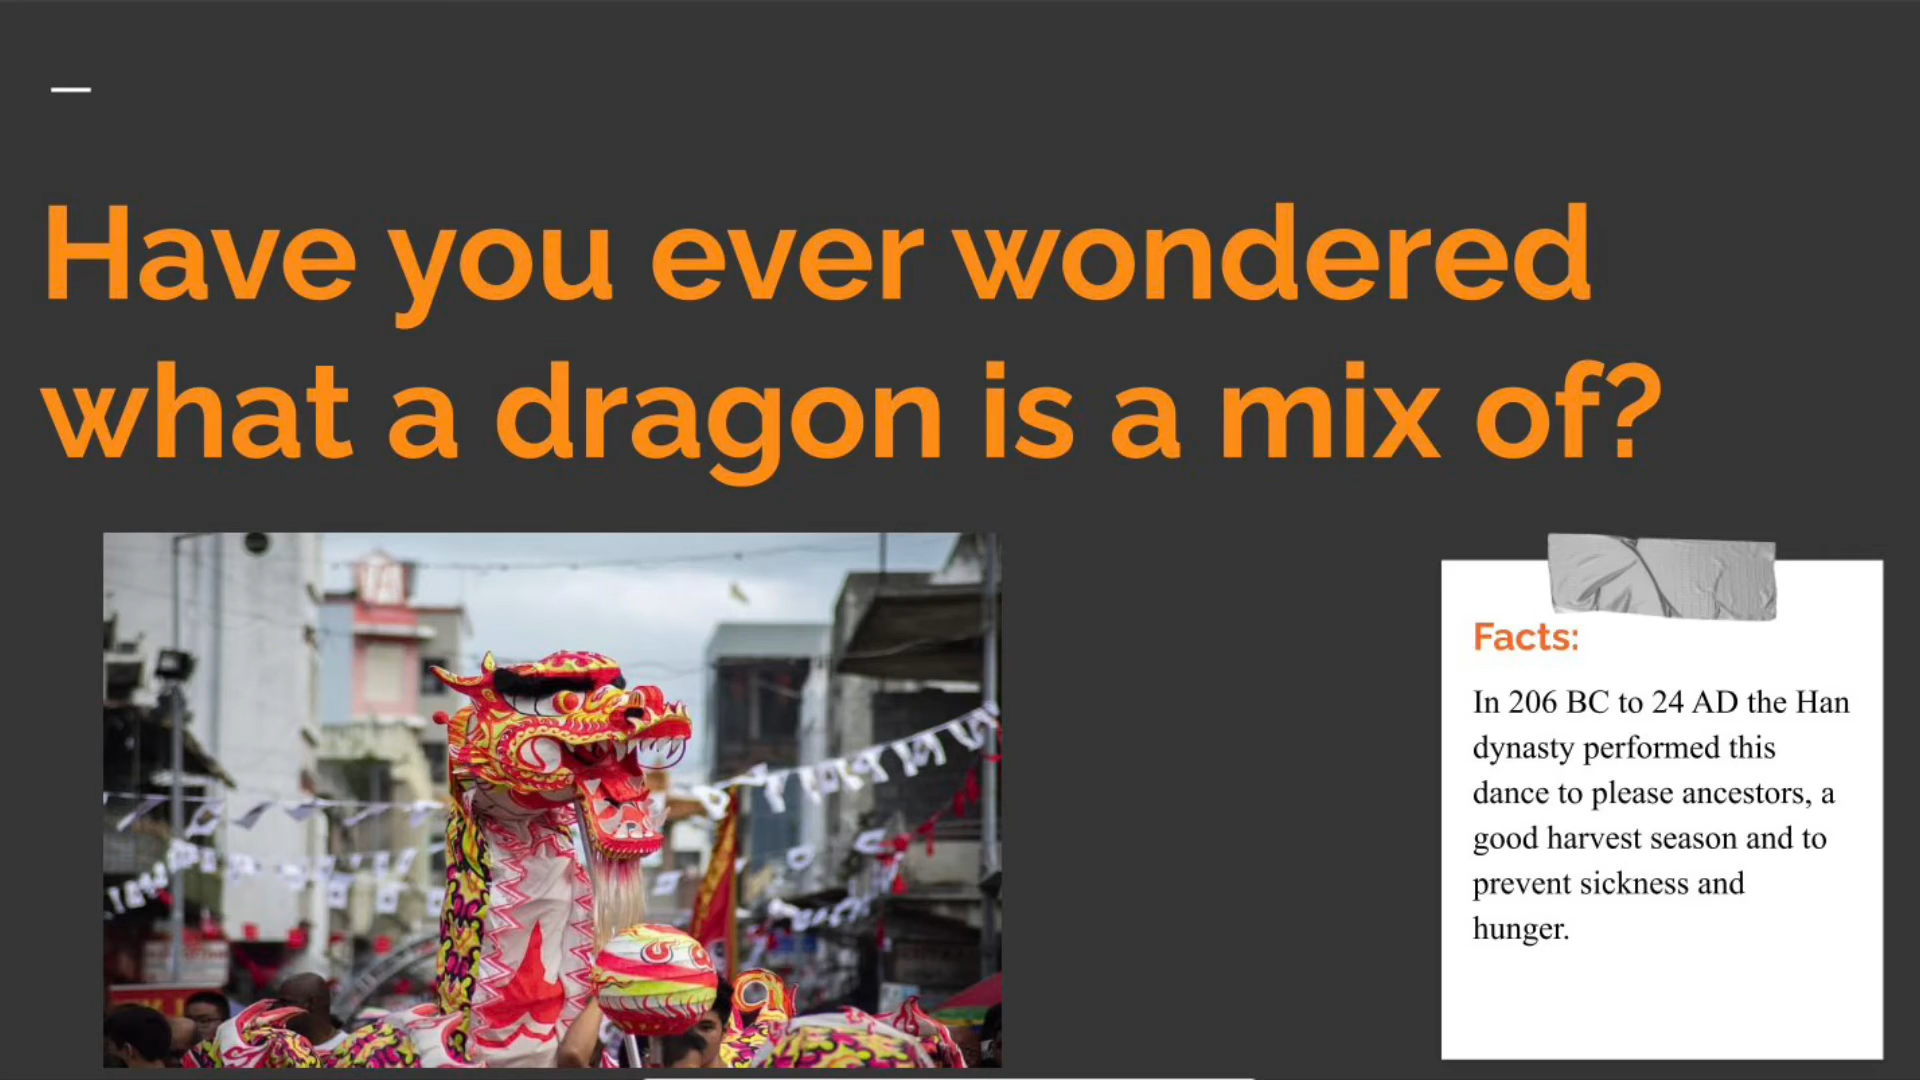 Have you ever wondered
what a dragon is a mix of?
Facts:
In 206 BC to 24 AD the Han
dynasty performed this
dance to please ancestors, a
good harvest season and to
prevent sickness and
hunger.